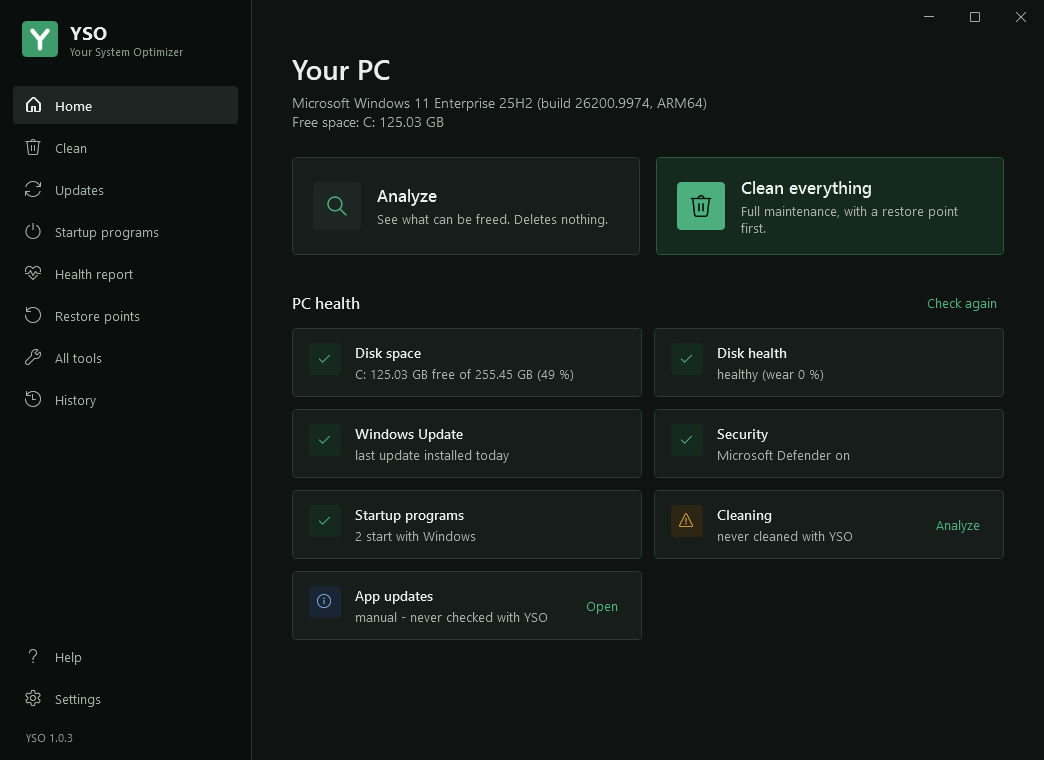 Y
YSO
Your System Optimizer
Home
Clean
Updates
Startup programs
Health report
Restore points
All tools
History
Help
Settings
YSO 1.0.3
Your PC
Microsoft Windows 11 Enterprise 25H2 (build 26200.9974, ARM64)
Free space: C: 125.03 GB
Analyze
See what can be freed. Deletes nothing.
Clean everything
Full maintenance, with a restore point
first.
PC health
Check again
Disk space
C: 125.03 GB free of 255.45 GB (49 %)
Disk health
healthy (wear 0 %)
Windows Update
last update installed today
Security
Microsoft Defender on
Startup programs
2 start with Windows
Cleaning
never cleaned with YSO
Analyze
App updates
manual - never checked with YSO
Open